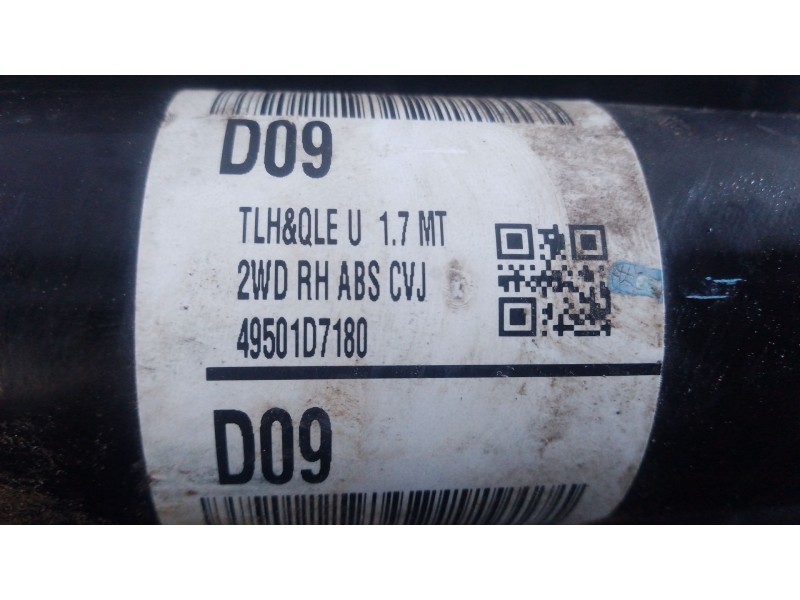 D09
TLH&QLE U 1.7 MT
2WD RH ABS CVJ
49501D7180
D09